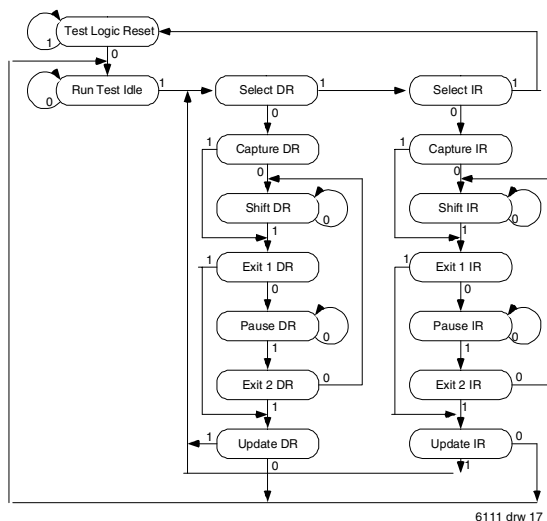 Test Logic Reset
1
0
Run Test Idle
0
1
Select DR
1
Select IR
1
0
0
Capture DR
Capture IR
1
0
1
0
Shift DR
0
Shift IR
0
1
1
1
Exit 1 DR
1
Exit 1 IR
0
0
Pause DR
0
Pause IR
0
1
1
Exit 2 DR
0
Exit 2 IR
0
1
1
1
Update DR
Update IR
0
0
1
6111 drw 17